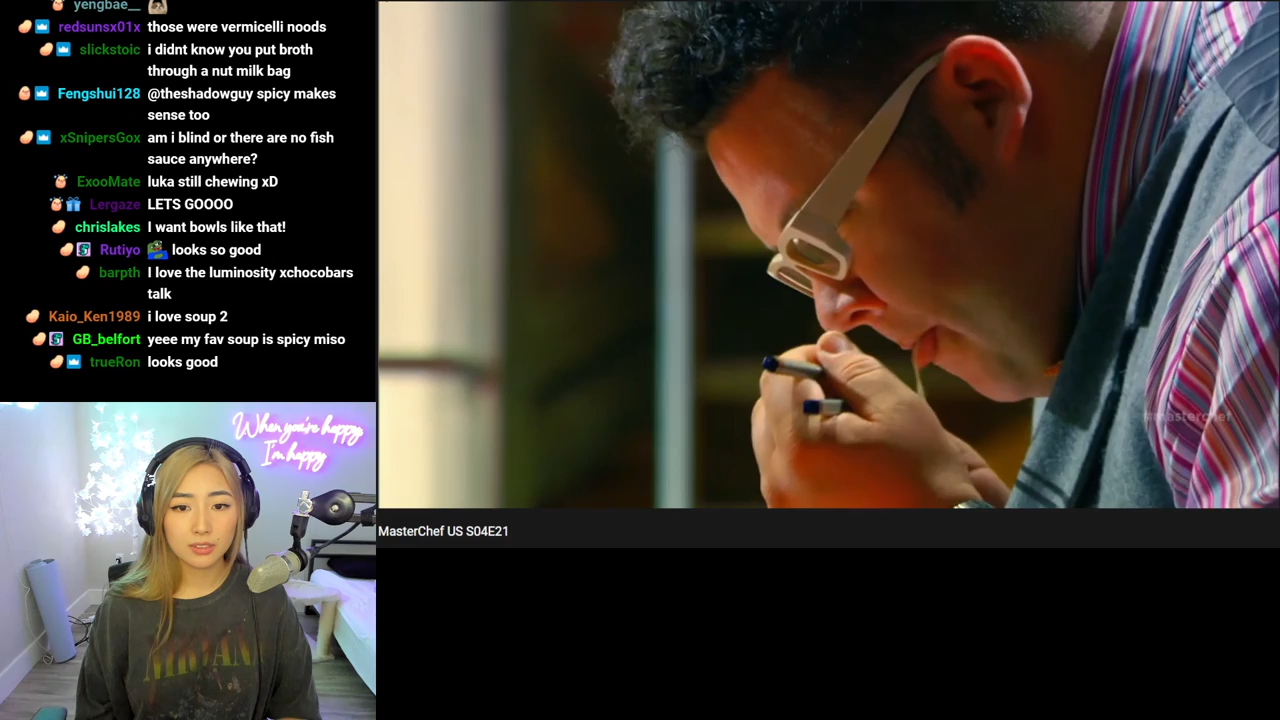 yengbae__
redsunsx01x those were vermicelli noods
slickstoic i didnt know you put broth
through a nut milk bag
Fengshui128 @theshadowguy spicy makes
sense too
xSnipersGox am i blind or there are no fish
sauce anywhere?
ExooMate luka still chewing xD
Lergaze LETS GOOOO
chrislakes I want bowls like that!
Rutiyo looks so good
barpth I love the luminosity xchocobars
talk
Kaio_Ken1989 i love soup 2
GB_belfort yeee my fav soup is spicy miso
trueRon looks good
#masterchef
MasterChef US S04E21
When you're happy
I'm happy
NIRVANA